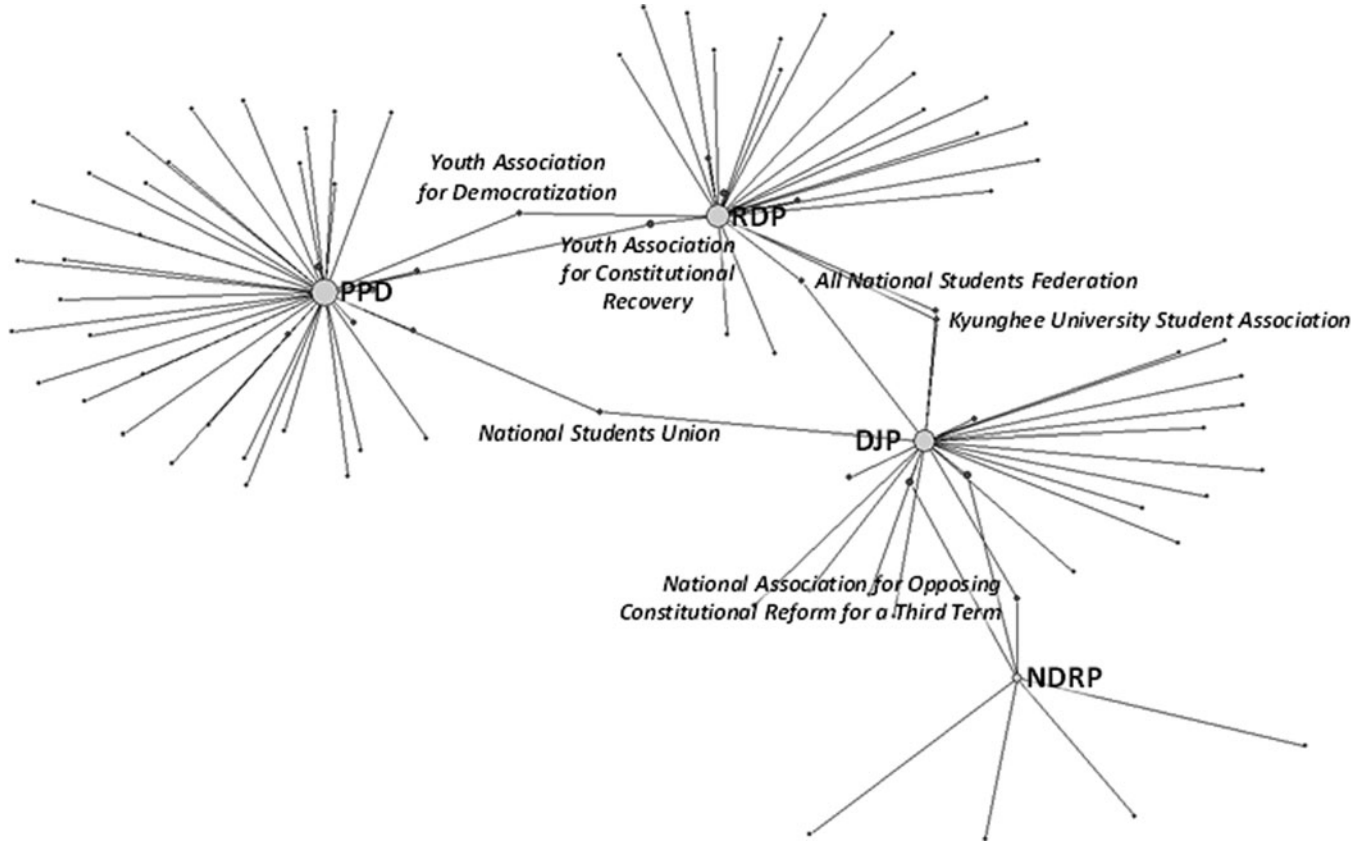 Youth Association
for Democratization
RDP
Youth Association
for Constitutional
Recovery
PPD
All National Students Federation
Kyunghee University Student Association
National Students Union
DJP
National Association for Opposing
Constitutional Reform for a Third Term
NDRP